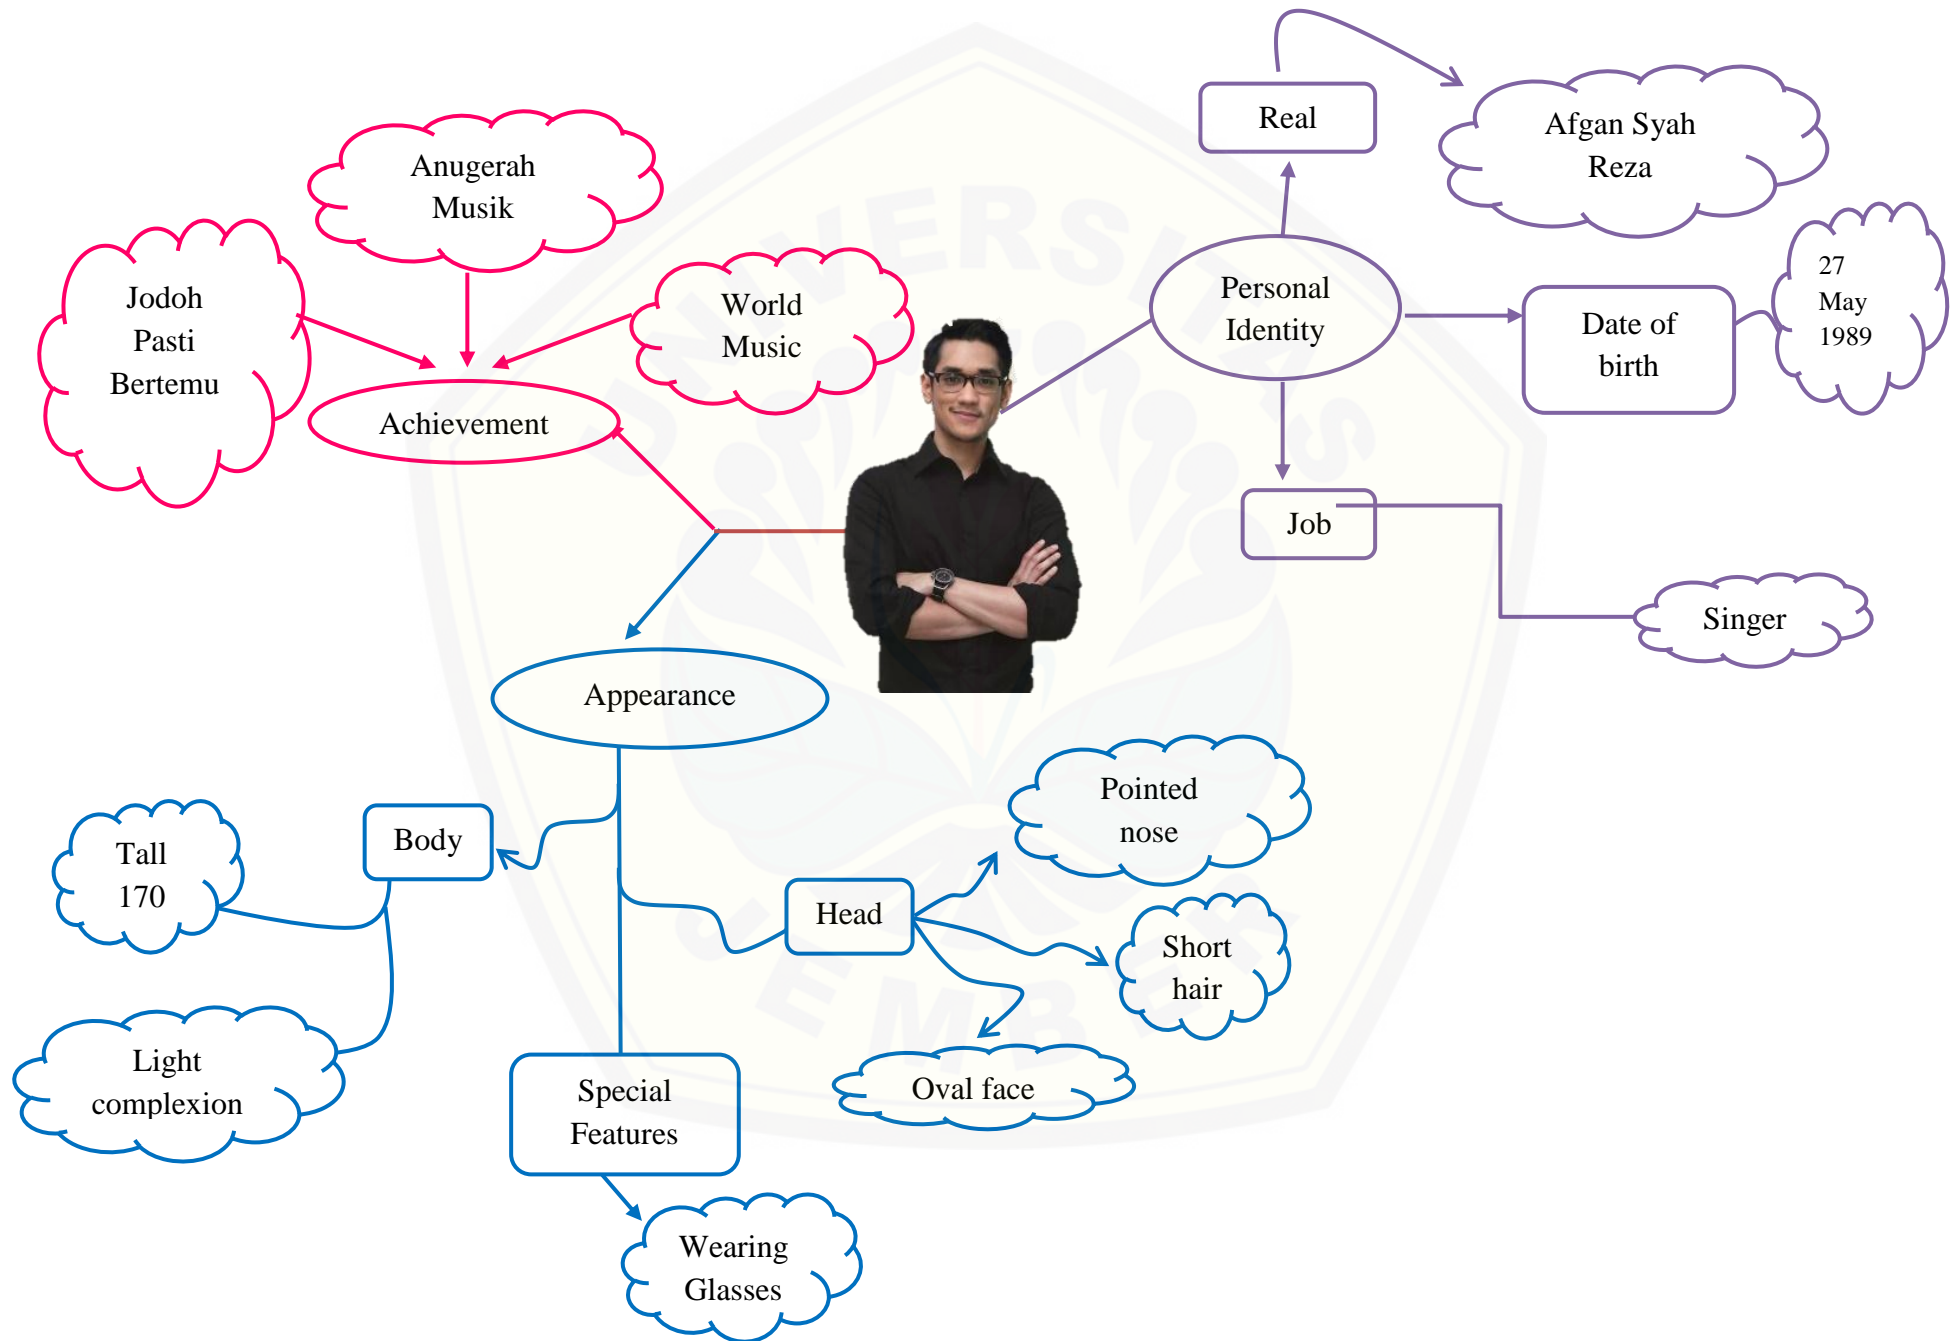 Real
Afgan Syah
Reza
Anugerah
Musik
Jodoh
Pasti
Bertemu
World
Music
Achievement
Personal
Identity
Date of
birth
27
May
1989
Job
Singer
Appearance
Body
Tall
170
Light
complexion
Head
Pointed
nose
Short
hair
Oval face
Special
Features
Wearing
Glasses
UNIVERSITAS
JEMBER